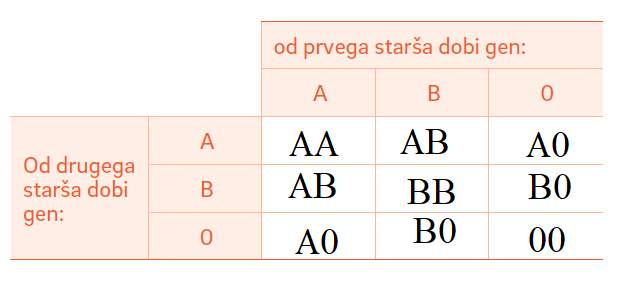 od prvega starša dobi gen:
A B 0
Od drugega starša dobi gen:
A AA AB A0
B AB BB B0
0 A0 B0 00